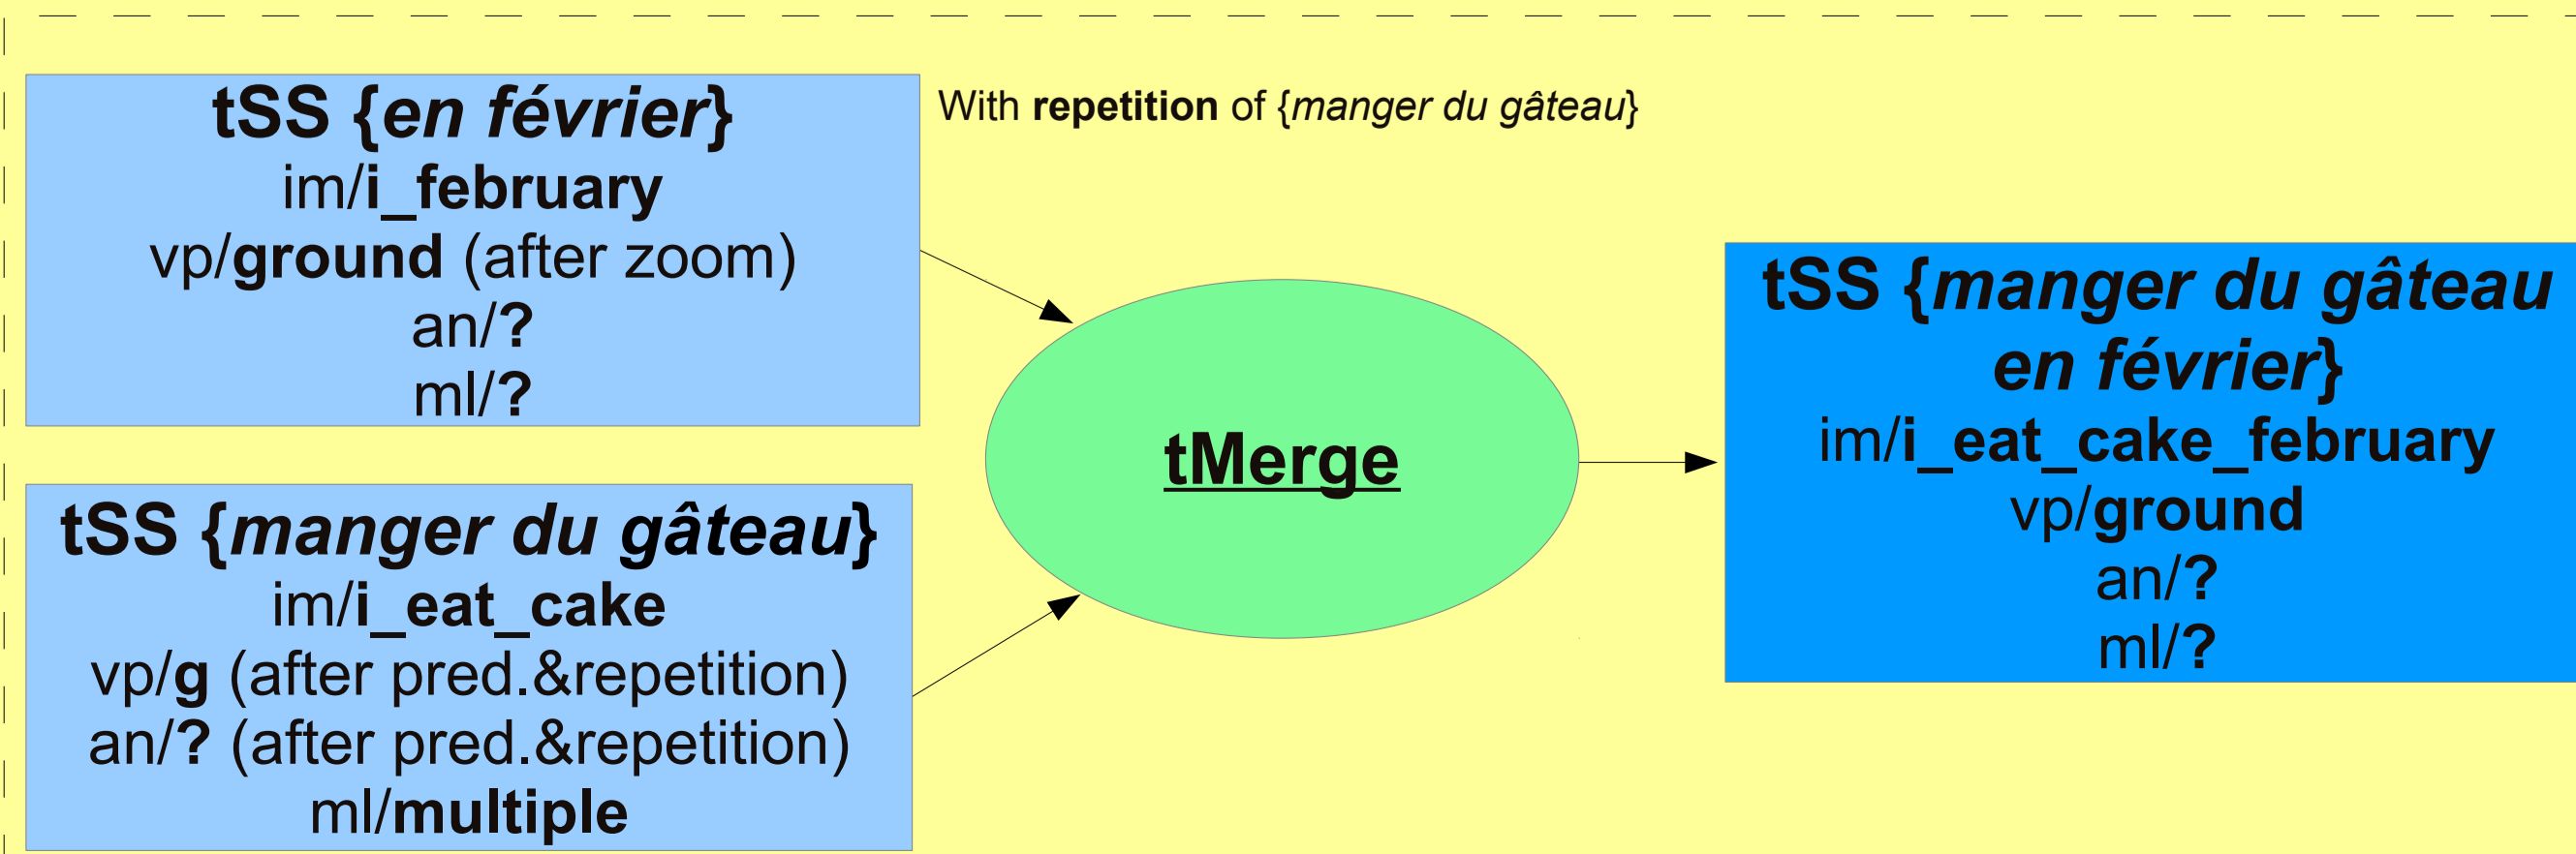 tSS {en février}
im/i_february
vp/ground (after zoom)
an/?
ml/?
With repetition of {manger du gâteau}
tSS {manger du gâteau}
im/i_eat_cake
vp/g (after pred.&repetition)
an/? (after pred.&repetition)
ml/multiple
tMerge
tSS {manger du gâteau
en février}
im/i_eat_cake_february
vp/ground
an/?
ml/?